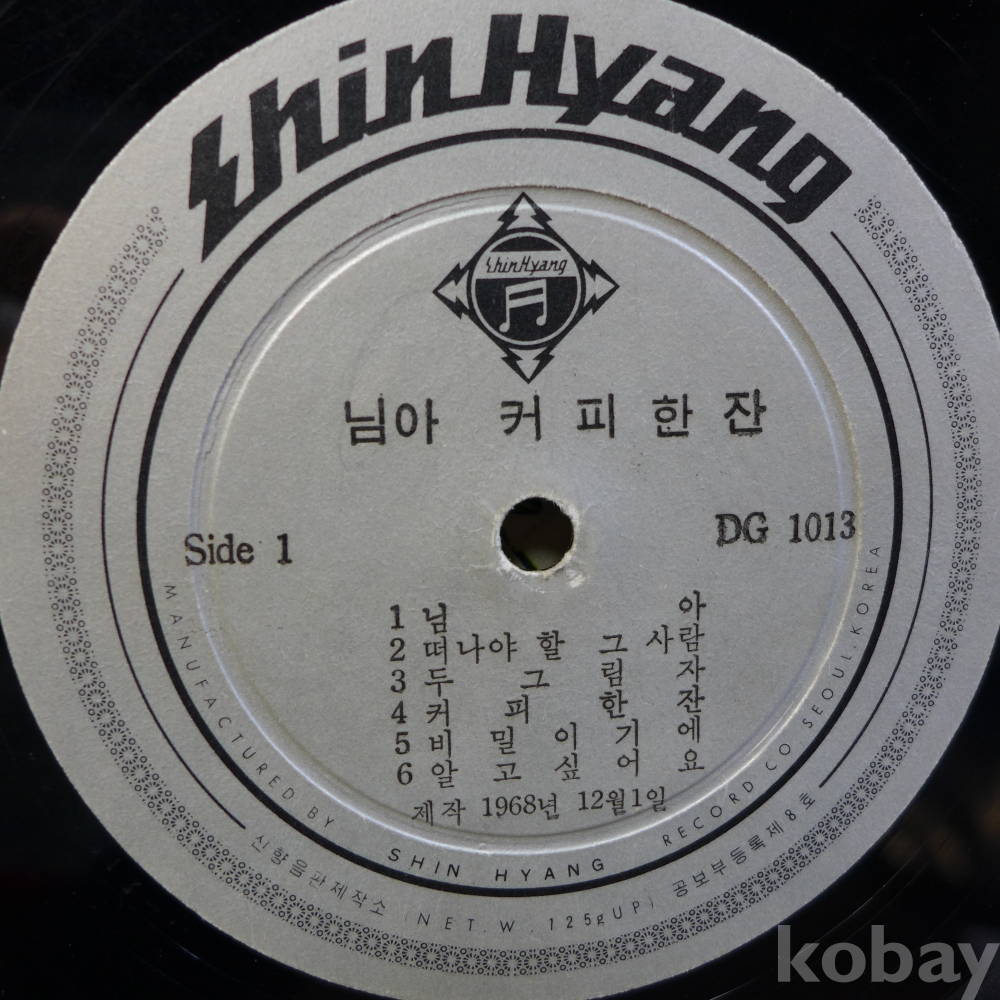 ShinHyang
ShinHyang
님아 커피한잔
Side 1
DG 1013
1 님 아
2 떠나야 할 그 사람
3 두 그 림 자
4 커 피 한 잔
5 비 밀 이 기 에
6 알 고 싶 어 요
제작 1968년 12월1일
MANUFACTURED BY SHIN HYANG RECORD CO. SEOUL. KOREA
신향음판제작소 (NET. W. 125g UP) 공보부등록제8호
kobay